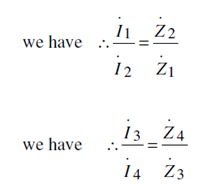 we have ∴ İ₁/İ₂ = Ż₂/Ż₁
we have ∴ İ₃/İ₄ = Ż₄/Ż₃